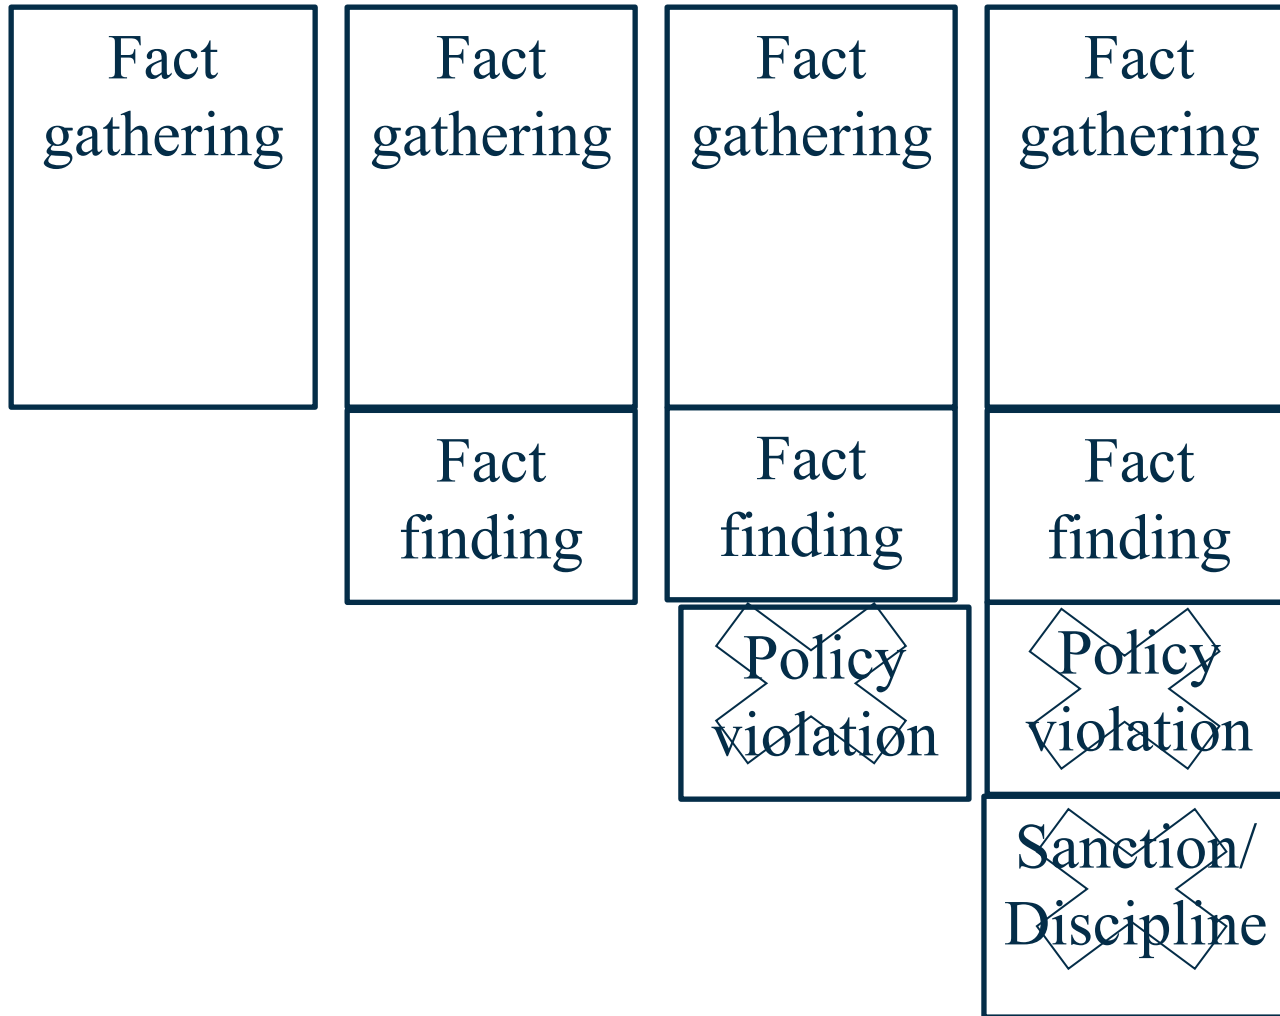 Fact
gathering
Fact
gathering
Fact
gathering
Fact
gathering
Fact
finding
Fact
finding
Fact
finding
Policy
violation
Policy
violation
Sanction/
Discipline